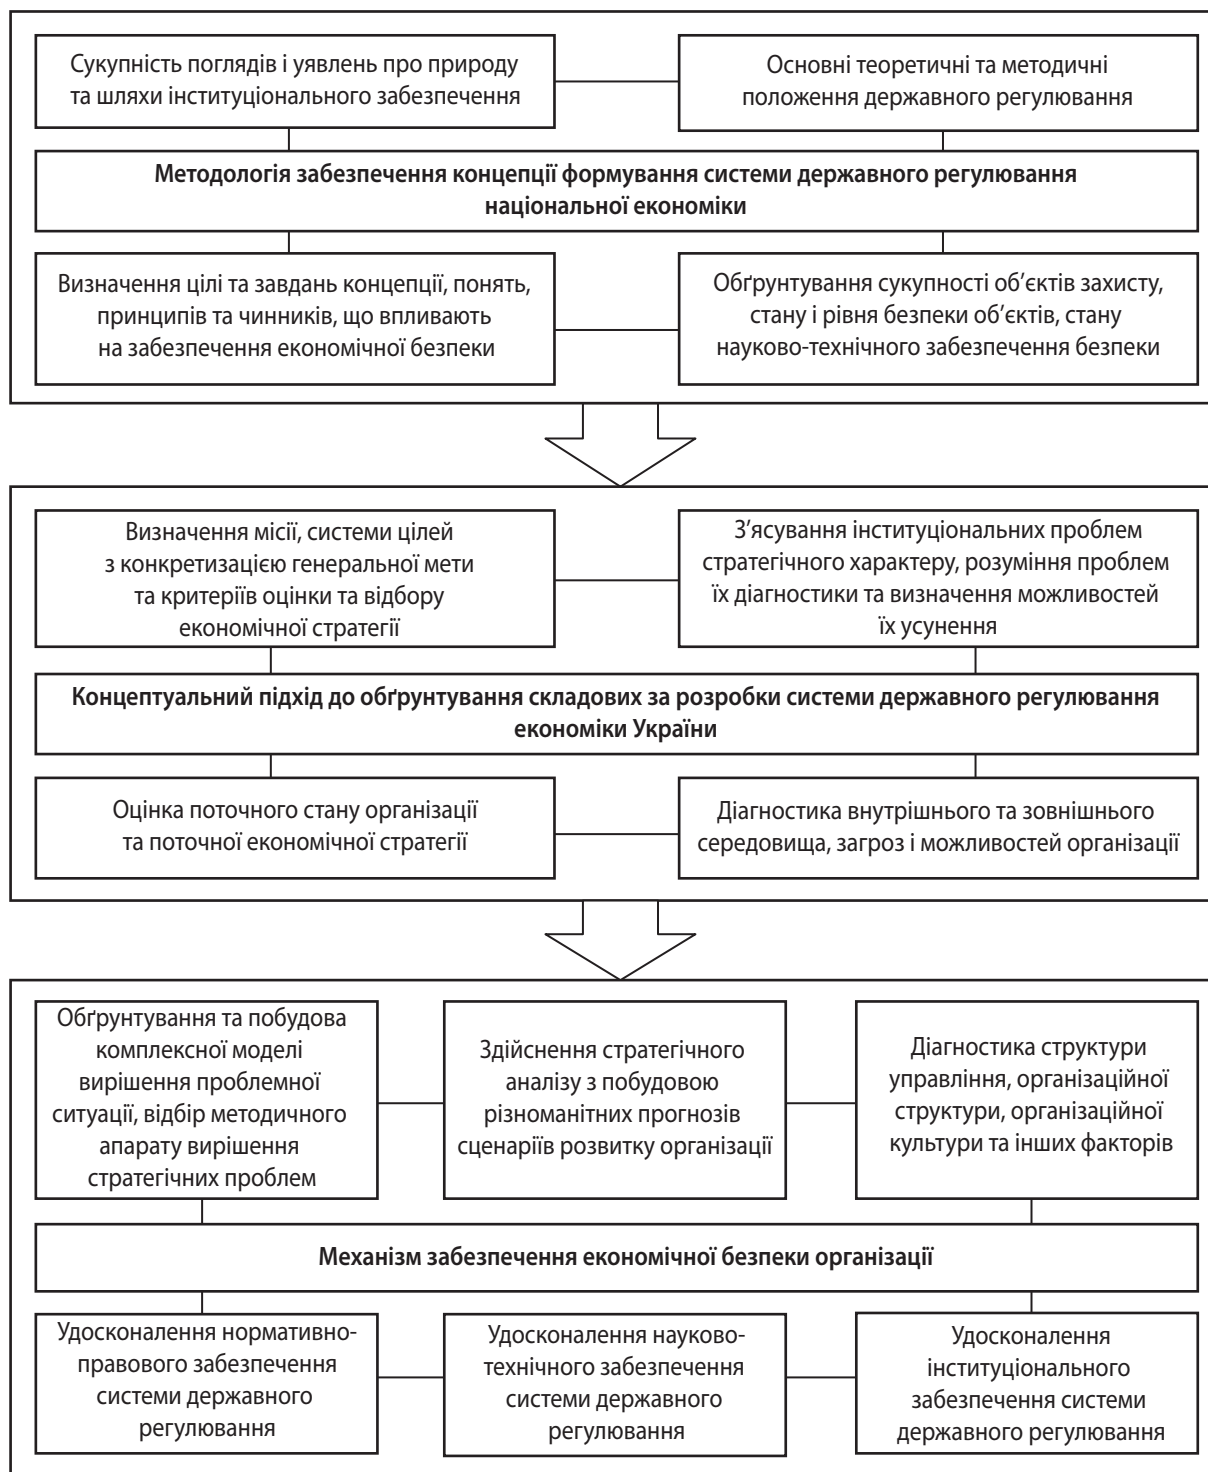 Сукупність поглядів і уявлень про природу
та шляхи інституціонального забезпечення
Основні теоретичні та методичні
положення державного регулювання
Методологія забезпечення концепції формування системи державного регулювання
національної економіки
Визначення цілі та завдань концепції, понять,
принципів та чинників, що впливають
на забезпечення економічної безпеки
Обґрунтування сукупності об’єктів захисту,
стану і рівня безпеки об’єктів, стану
науково-технічного забезпечення безпеки
Визначення місії, системи цілей
з конкретизацією генеральної мети
та критеріїв оцінки та відбору
економічної стратегії
З’ясування інституціональних проблем
стратегічного характеру, розуміння проблем
їх діагностики та визначення можливостей
їх усунення
Концептуальний підхід до обґрунтування складових за розробки системи державного регулювання
економіки України
Оцінка поточного стану організації
та поточної економічної стратегії
Діагностика внутрішнього та зовнішнього
середовища, загроз і можливостей організації
Обґрунтування та побудова
комплексної моделі
вирішення проблемної
ситуації, відбір методичного
апарату вирішення
стратегічних проблем
Здійснення стратегічного
аналізу з побудовою
різноманітних прогнозів
сценаріїв розвитку організації
Діагностика структури
управління, організаційної
структури, організаційної
культури та інших факторів
Механізм забезпечення економічної безпеки організації
Удосконалення нормативно-
правового забезпечення
системи державного
регулювання
Удосконалення науково-
технічного забезпечення
системи державного
регулювання
Удосконалення
інституціонального
забезпечення системи
державного регулювання